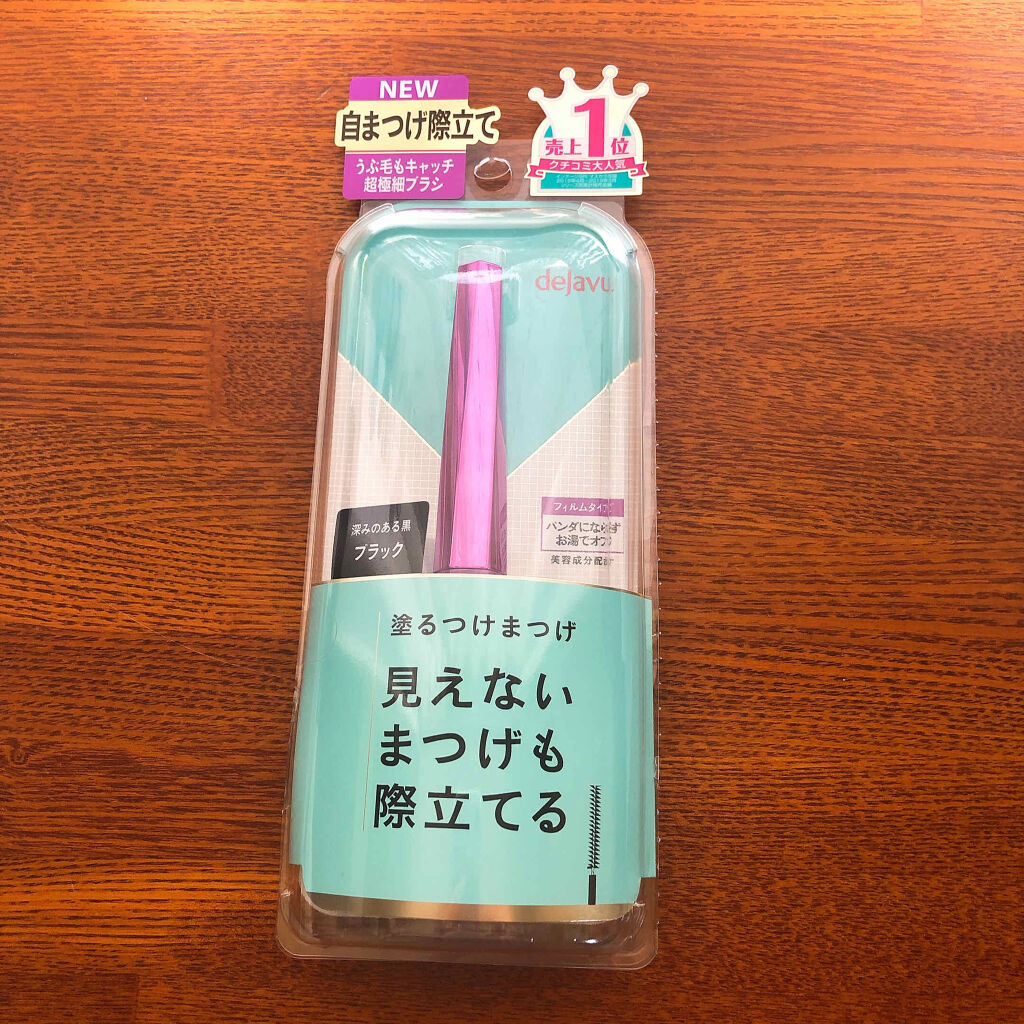 NEW
自まつげ際立て
うぶ毛もキャッチ
超極細ブラシ
売上1位
クチコミ大人気
dejavu
深みのある黒
ブラック
フィルムタイプ
パンダにならず
お湯でオフ
美容成分配合
塗るつけまつげ
見えない
まつげも
際立てる